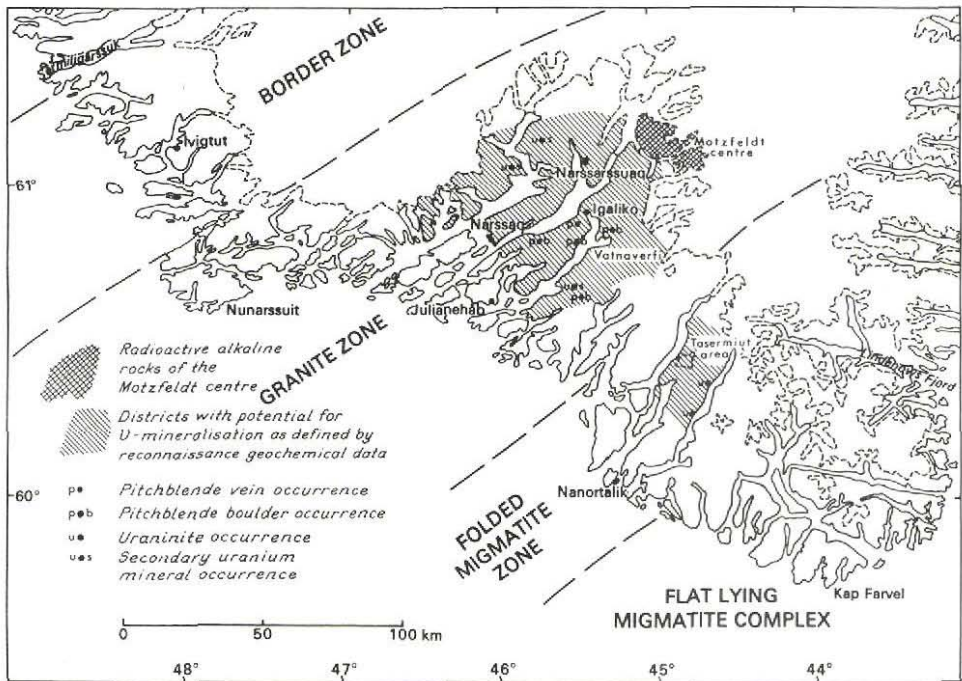 Sermiligârssuk
BORDER ZONE
Ivigtut
Motzfeldt
centre
u•s
u•s
Narssarssuaq
61°
Igaliko
Narssaq
p•
p•b
p•b
p•b
Vatnaverfi
u•s
p•b
Nunarssuit
Julianehåb
GRANITE ZONE
Tasermiut
area
u•
u•
Lindenows Fjord
Radioactive alkaline
rocks of the
Motzfeldt centre
Districts with potential for
U-mineralisation as defined by
reconnaissance geochemical data
60°
p• Pitchblende vein occurrence
p•b Pitchblende boulder occurrence
u• Uraninite occurrence
u•s Secondary uranium
mineral occurrence
Nanortalik
FOLDED
MIGMATITE
ZONE
Kap Farvel
FLAT LYING
MIGMATITE COMPLEX
0 50 100 km
48° 47° 46° 45° 44°